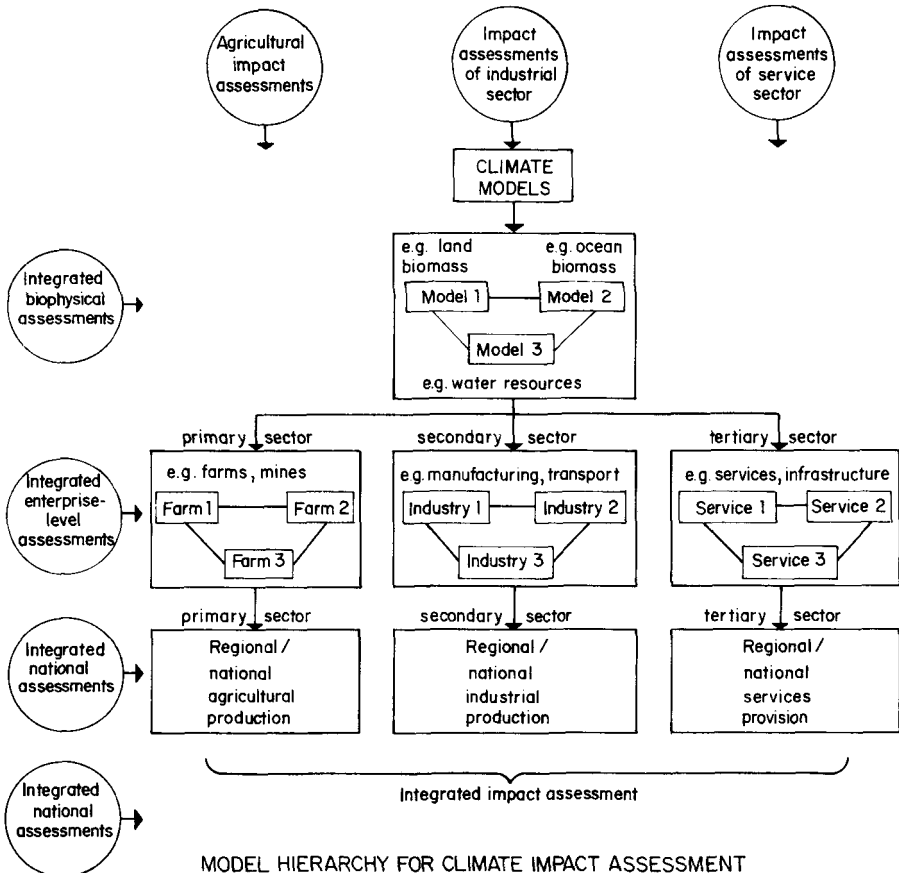 Agricultural
impact
assessments
Impact
assessments
of industrial
sector
Impact
assessments
of service
sector
CLIMATE
MODELS
e.g. land
biomass
e.g. ocean
biomass
Model 1
Model 2
Model 3
e.g. water resources
Integrated
biophysical
assessments
primary sector
secondary sector
tertiary sector
Integrated
enterprise-
level
assessments
e.g. farms, mines
Farm 1
Farm 2
Farm 3
e.g. manufacturing, transport
Industry 1
Industry 2
Industry 3
e.g. services, infrastructure
Service 1
Service 2
Service 3
primary sector
secondary sector
tertiary sector
Integrated
national
assessments
Regional /
national
agricultural
production
Regional /
national
industrial
production
Regional /
national
services
provision
Integrated impact assessment
Integrated
national
assessments
MODEL HIERARCHY FOR CLIMATE IMPACT ASSESSMENT